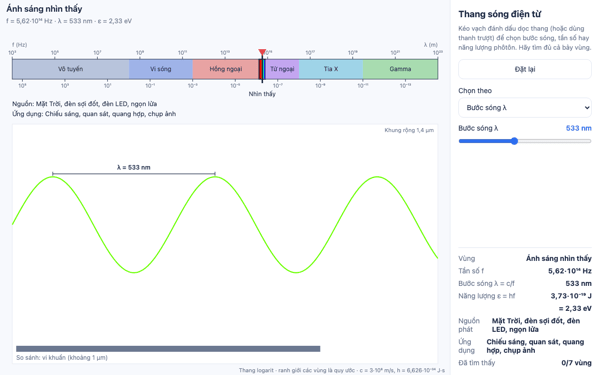 Ánh sáng nhìn thấy
f = 5,62·10¹⁴ Hz · λ = 533 nm · ε = 2,33 eV
f (Hz)
λ (m)
Vô tuyến
Vi sóng
Hồng ngoại
Tử ngoại
Tia X
Gamma
Nhìn thấy
Nguồn: Mặt Trời, đèn sợi đốt, đèn LED, ngọn lửa
Ứng dụng: Chiếu sáng, quan sát, quang hợp, chụp ảnh
Khung rộng 1,4 µm
λ = 533 nm
So sánh: vi khuẩn (khoảng 1 µm)
Thang logarit · ranh giới các vùng là quy ước · c = 3·10⁸ m/s, h = 6,626·10⁻³⁴ J·s
Thang sóng điện từ
Kéo vạch đánh dấu dọc thang (hoặc dùng
thanh trượt) để chọn bước sóng, tần số hay
năng lượng phôtôn. Hãy tìm đủ cả bảy vùng.
Đặt lại
Chọn theo
Bước sóng λ
Bước sóng λ 533 nm
Vùng Ánh sáng nhìn thấy
Tần số f 5,62·10¹⁴ Hz
Bước sóng λ = c/f 533 nm
Năng lượng ε = hf 3,73·10⁻¹⁹ J
= 2,33 eV
Nguồn phát Mặt Trời, đèn sợi đốt, đèn LED, ngọn lửa
Ứng dụng Chiếu sáng, quan sát, quang hợp, chụp ảnh
Đã tìm thấy 0/7 vùng